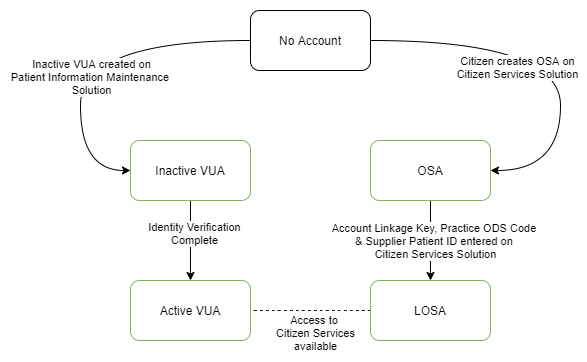 No Account
Inactive VUA created on
Patient Information Maintenance
Solution
Citizen creates OSA on
Citizen Services Solution
Inactive VUA
OSA
Identity Verification
Complete
Account Linkage Key, Practice ODS Code
& Supplier Patient ID entered on
Citizen Services Solution
Active VUA
LOSA
Access to
Citizen Services
available